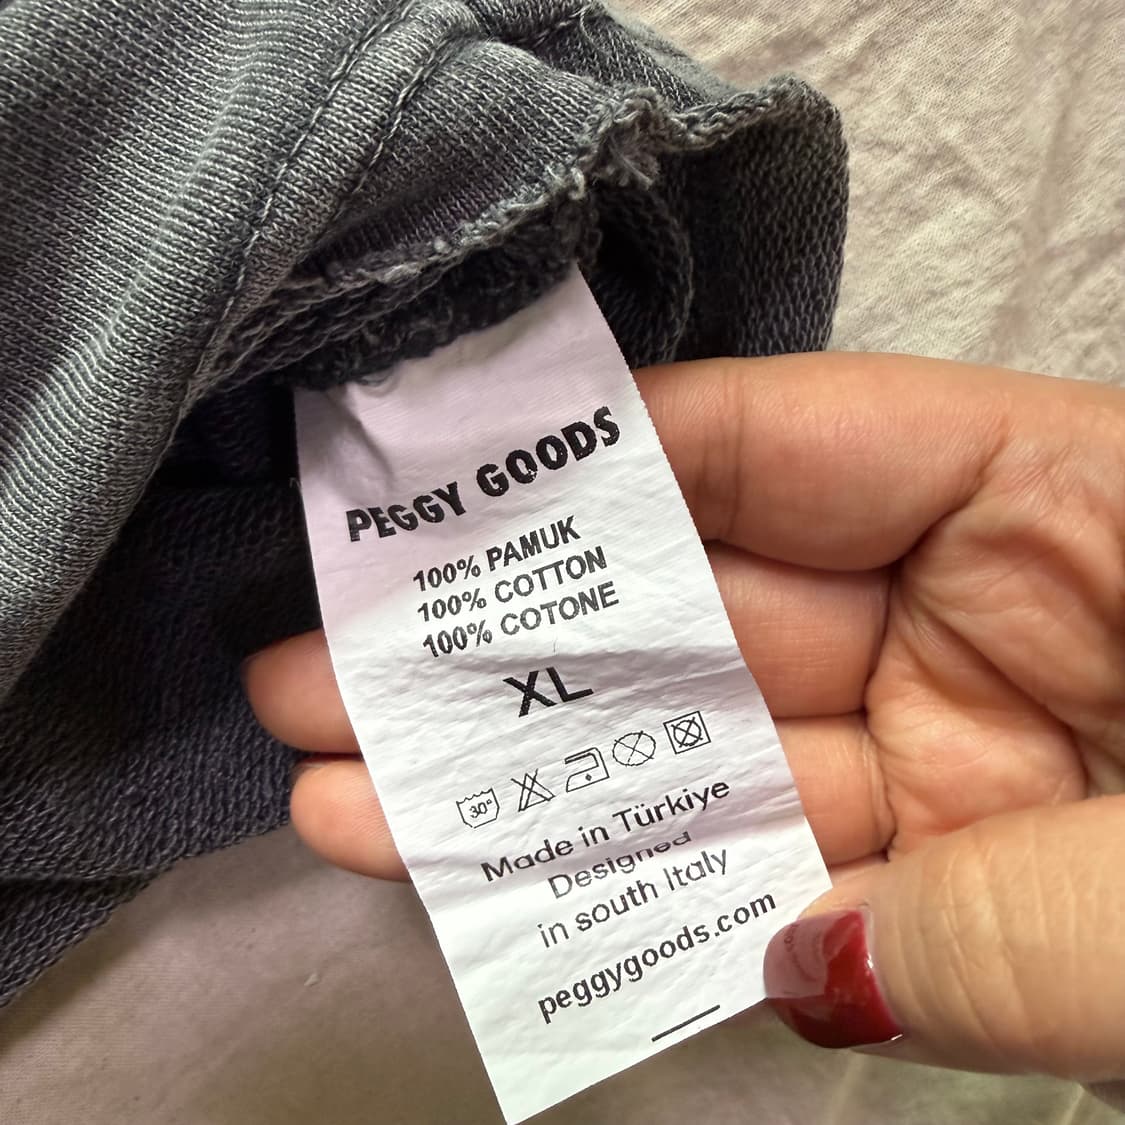 PEGGY GOODS
100% PAMUK
100% COTTON
100% COTONE
XL
30°
Made in Türkiye
Designed
in south Italy
peggygoods.com